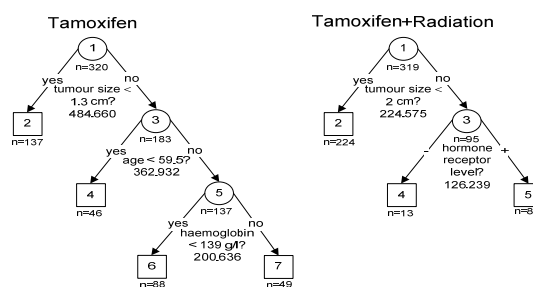 Tamoxifen
1
n=320
yes
no
tumour size <
1.3 cm?
484.660
2
n=137
3
n=183
yes
no
age < 59.5?
362.932
4
n=46
5
n=137
yes
no
haemoglobin
< 139 g/l?
200.636
6
n=88
7
n=49
Tamoxifen+Radiation
1
n=319
yes
no
tumour size <
2 cm?
224.575
2
n=224
3
n=95
-
+
hormone
receptor
level?
126.239
4
n=13
5
n=8